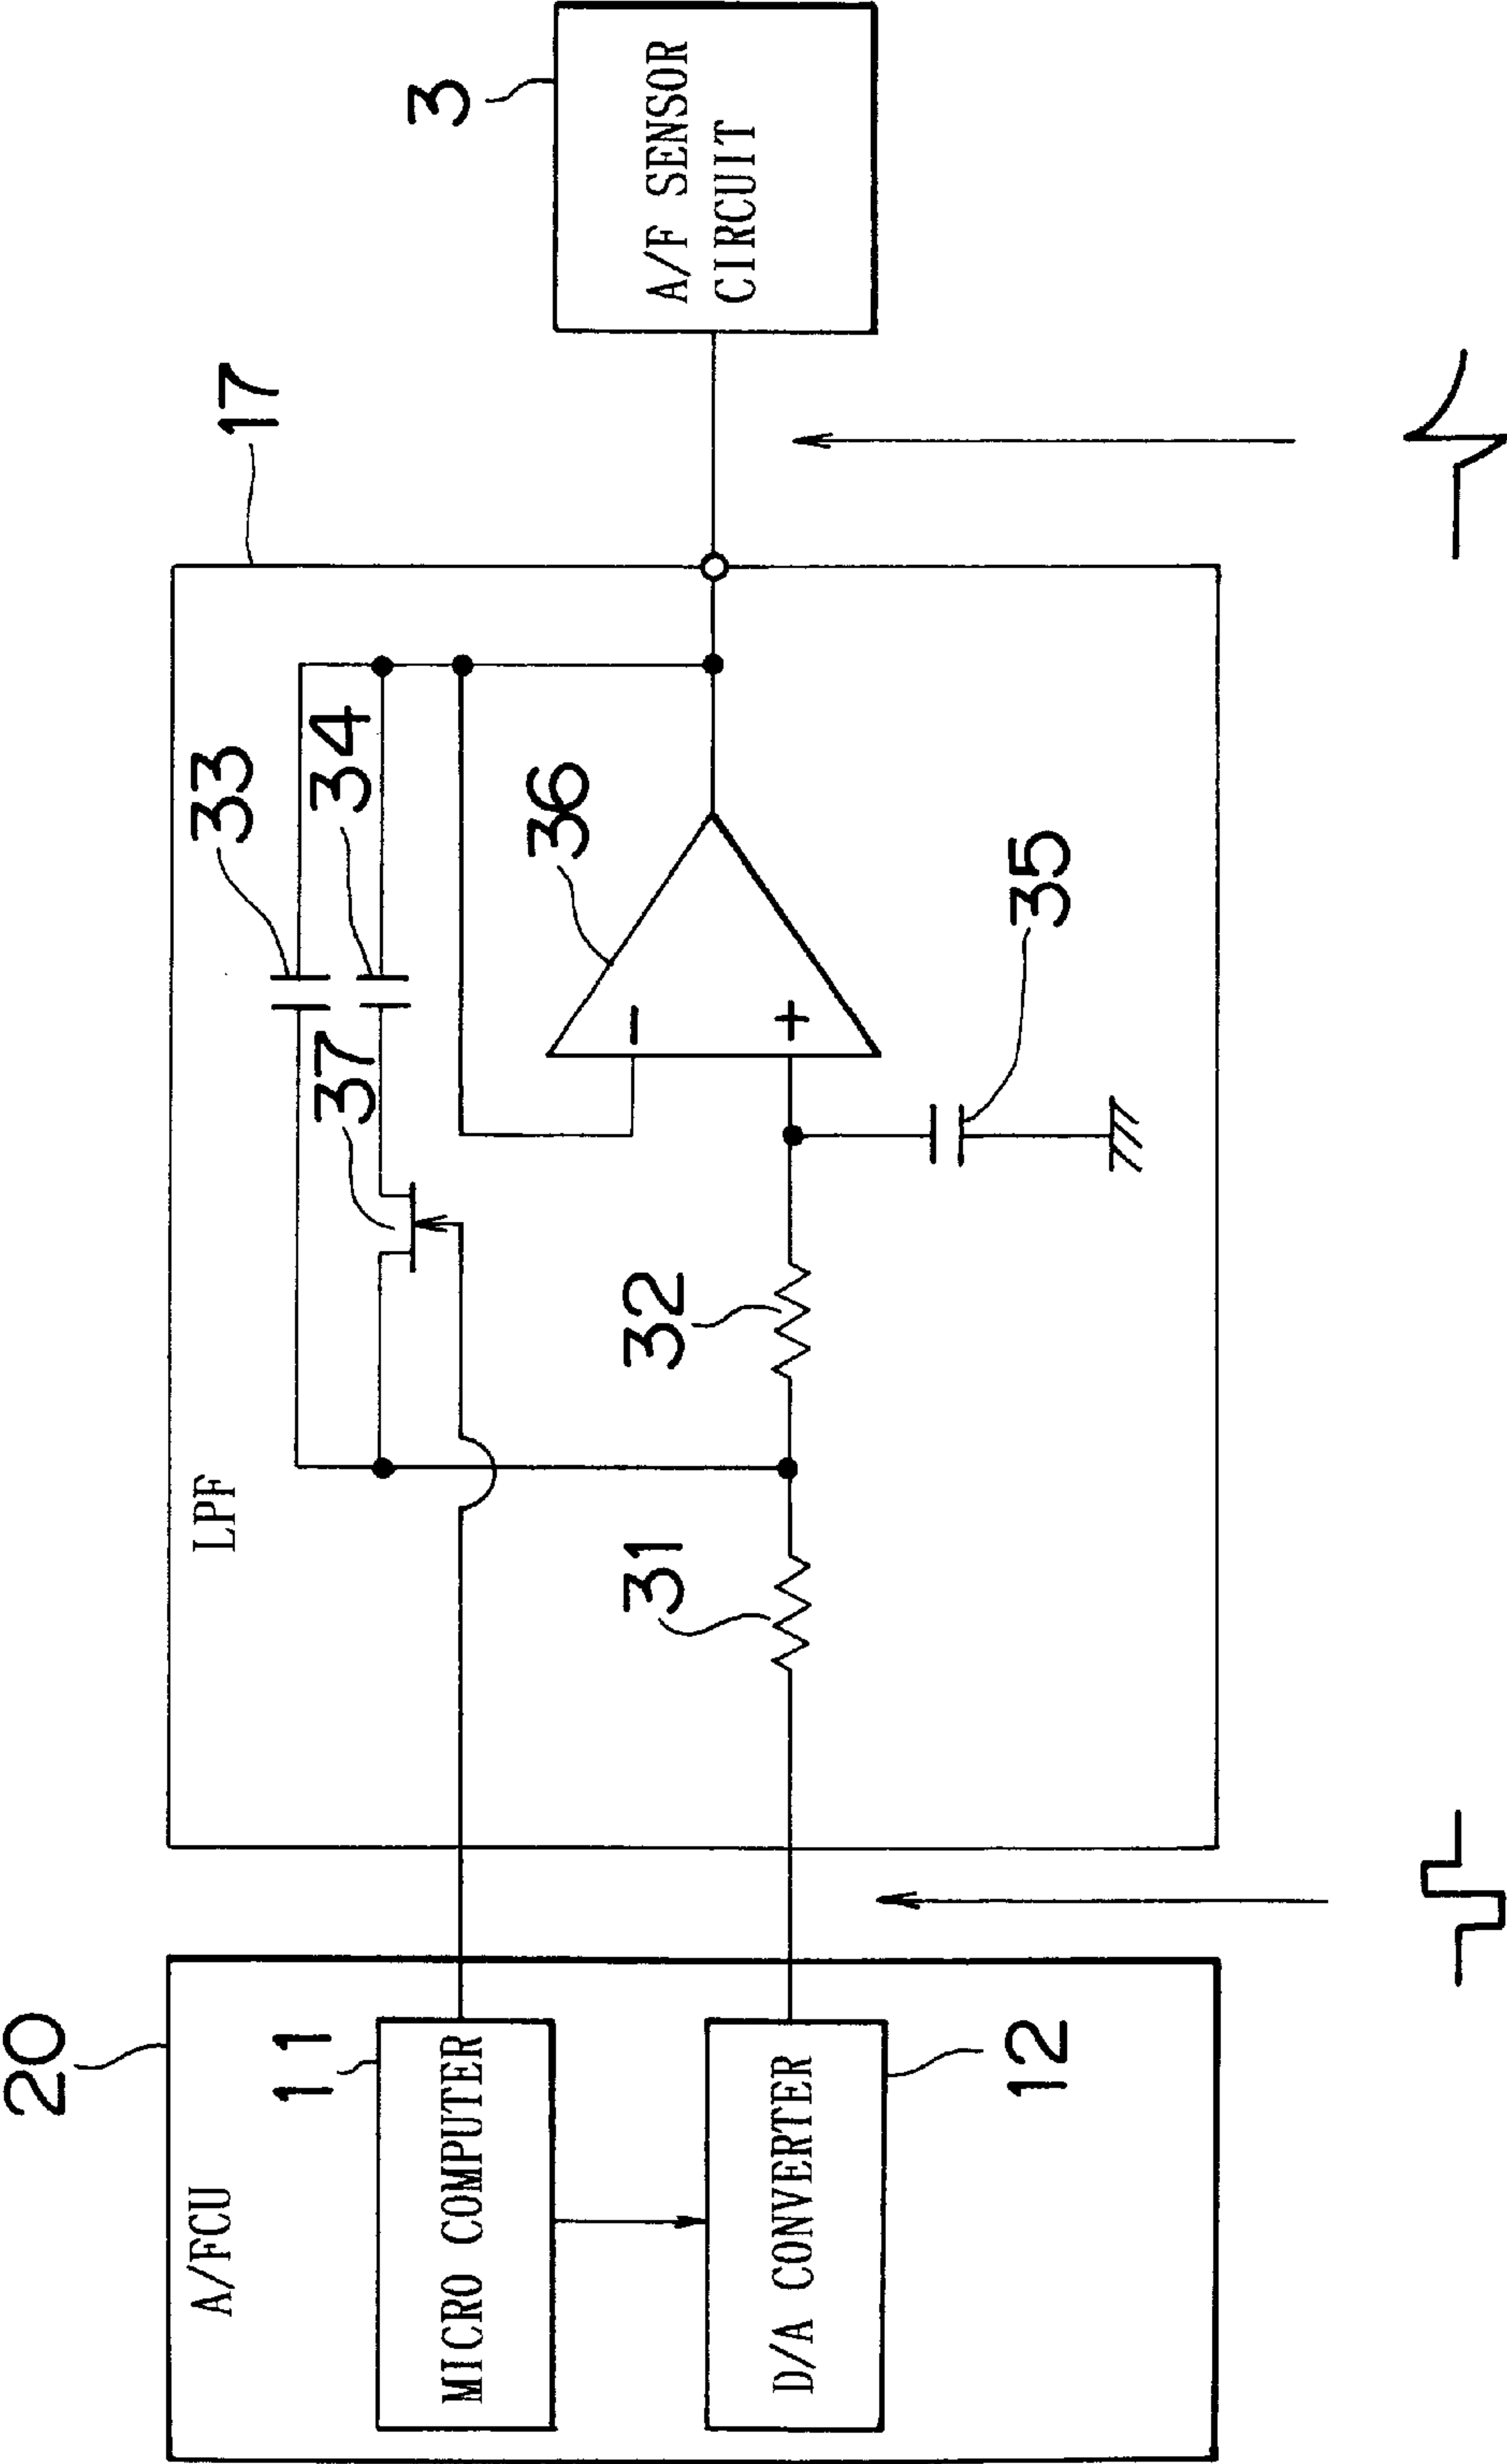 20
A/FCU
11
MICRO COMPUTER
D/A CONVERTER
12
17
LPF
33
34
37
36
−
+
31
32
35
3
A/F SENSOR
CIRCUIT